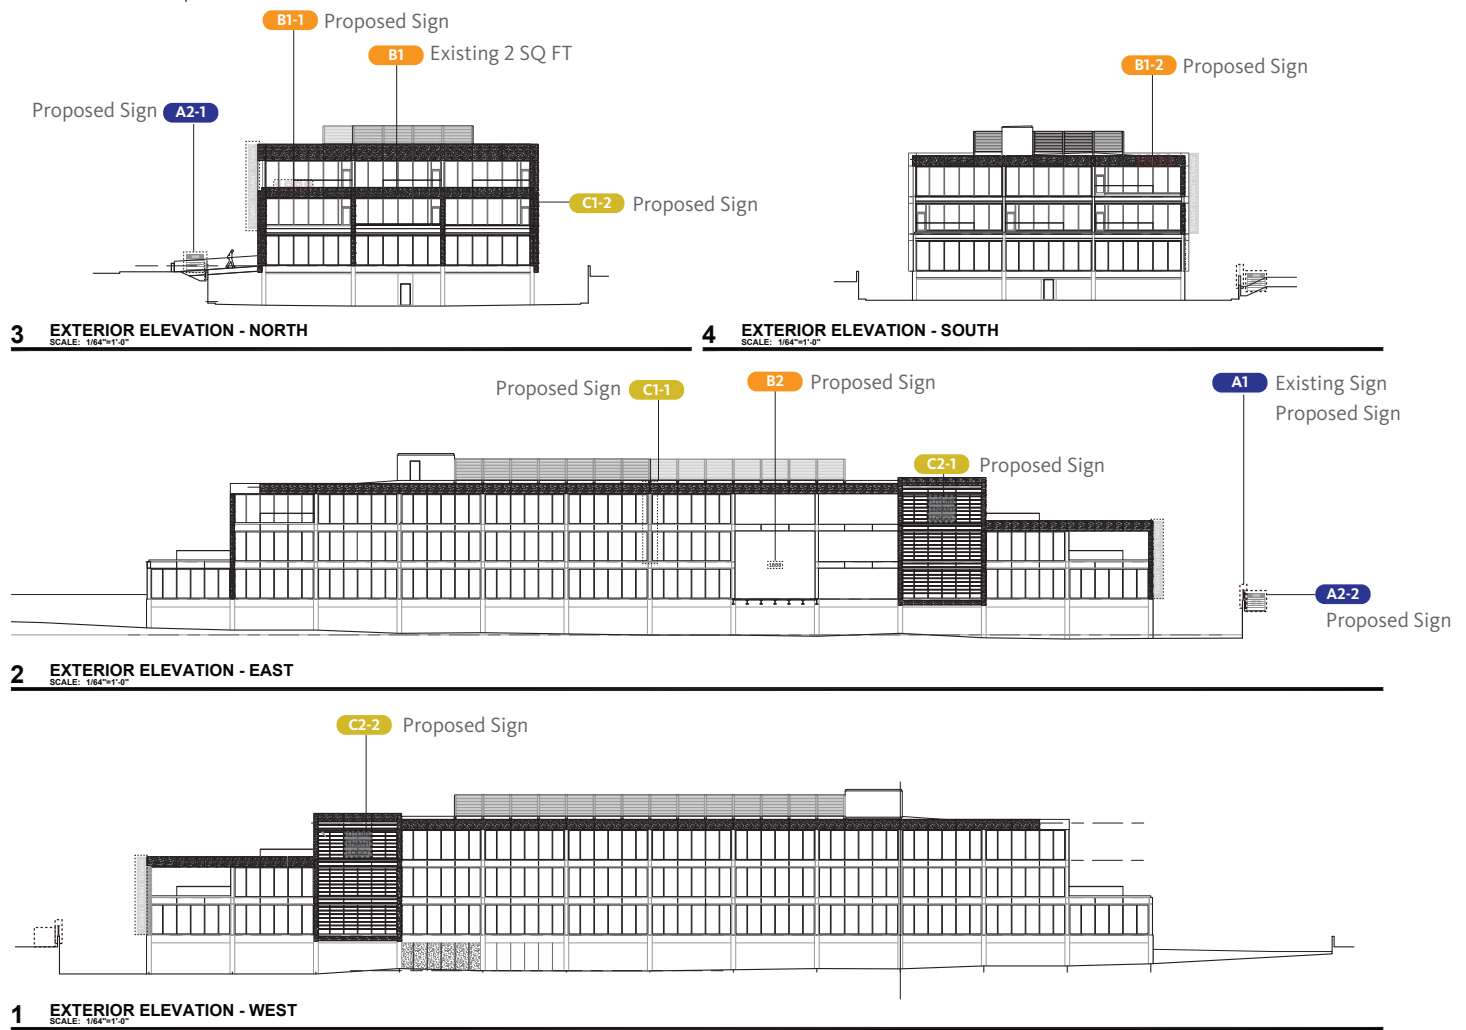 B1-1 Proposed Sign
B1 Existing 2 SQ FT
Proposed Sign A2-1
C1-2 Proposed Sign
3 EXTERIOR ELEVATION - NORTH
SCALE: 1/64"=1'-0"
B1-2 Proposed Sign
4 EXTERIOR ELEVATION - SOUTH
SCALE: 1/64"=1'-0"
Proposed Sign C1-1
B2 Proposed Sign
A1 Existing Sign
Proposed Sign
C2-1 Proposed Sign
A2-2
Proposed Sign
2 EXTERIOR ELEVATION - EAST
SCALE: 1/64"=1'-0"
C2-2 Proposed Sign
1 EXTERIOR ELEVATION - WEST
SCALE: 1/64"=1'-0"